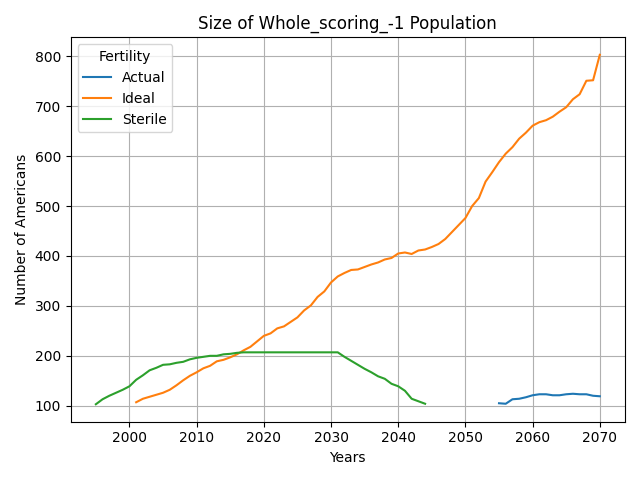 Size of Whole_scoring_-1 Population
Fertility
Actual
Ideal
Sterile
Number of Americans
800
700
600
500
400
300
200
100
2000 2010 2020 2030 2040 2050 2060 2070
Years